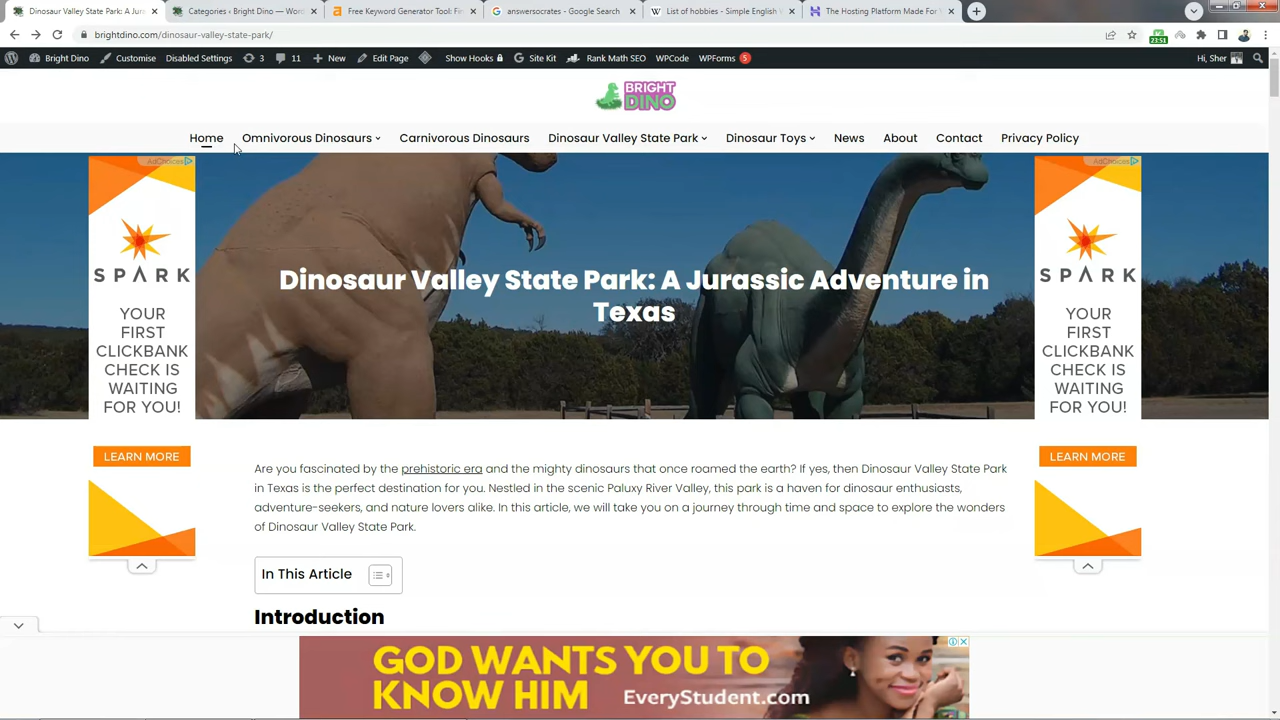 Dinosaur Valley State Park: A Jura
Categories ‹ Bright Dino — Word
Free Keyword Generator Tool: Fi
answersocrates - Google Search
List of hobbies - Simple English
The Hosting Platform Made For
brightdino.com/dinosaur-valley-state-park/
23:51
Bright Dino
Customise
Disabled Settings
3
11
New
Edit Page
Show Hooks
Site Kit
Rank Math SEO
WPCode
WPForms
5
Hi, Sher
BRIGHT
DINO
Home
Omnivorous Dinosaurs
Carnivorous Dinosaurs
Dinosaur Valley State Park
Dinosaur Toys
News
About
Contact
Privacy Policy
AdChoices
SPARK
YOUR
FIRST
CLICKBANK
CHECK IS
WAITING
FOR YOU!
LEARN MORE
Dinosaur Valley State Park: A Jurassic Adventure in
Texas
AdChoices
SPARK
YOUR
FIRST
CLICKBANK
CHECK IS
WAITING
FOR YOU!
LEARN MORE
Are you fascinated by the prehistoric era and the mighty dinosaurs that once roamed the earth? If yes, then Dinosaur Valley State Park
in Texas is the perfect destination for you. Nestled in the scenic Paluxy River Valley, this park is a haven for dinosaur enthusiasts,
adventure-seekers, and nature lovers alike. In this article, we will take you on a journey through time and space to explore the wonders
of Dinosaur Valley State Park.
In This Article
Introduction
GOD WANTS YOU TO
KNOW HIM EveryStudent.com